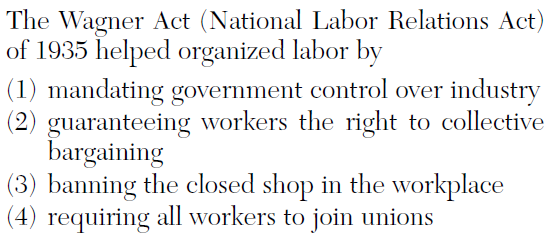 The Wagner Act (National Labor Relations Act)
of 1935 helped organized labor by
(1) mandating government control over industry
(2) guaranteeing workers the right to collective
bargaining
(3) banning the closed shop in the workplace
(4) requiring all workers to join unions